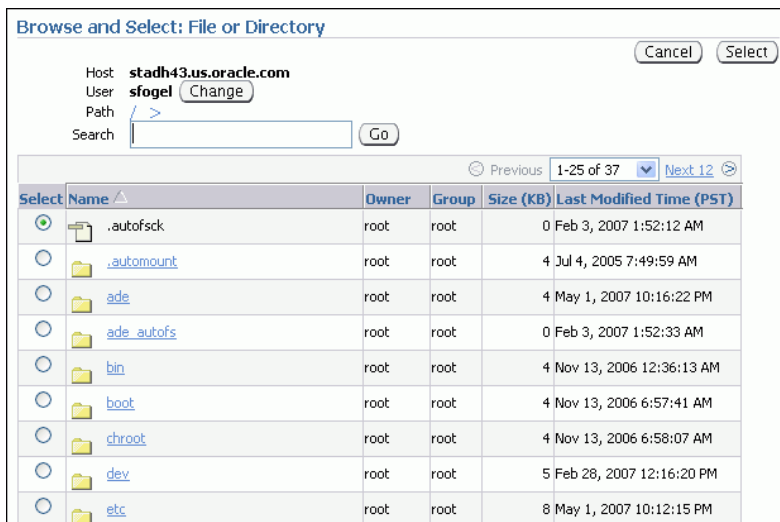 Browse and Select: File or Directory
Cancel Select
Host stadh43.us.oracle.com
User sfogel Change
Path / >
Search Go
Previous 1-25 of 37 Next 12
Select Name Owner Group Size (KB) Last Modified Time (PST)
.autofsck root root 0 Feb 3, 2007 1:52:12 AM
.automount root root 4 Jul 4, 2005 7:49:59 AM
ade root root 4 May 1, 2007 10:16:22 PM
ade_autofs root root 0 Feb 3, 2007 1:52:33 AM
bin root root 4 Nov 13, 2006 12:36:13 AM
boot root root 4 Nov 13, 2006 6:57:41 AM
chroot root root 4 Nov 13, 2006 6:58:07 AM
dev root root 5 Feb 28, 2007 12:16:20 PM
etc root root 8 May 1, 2007 10:12:15 PM